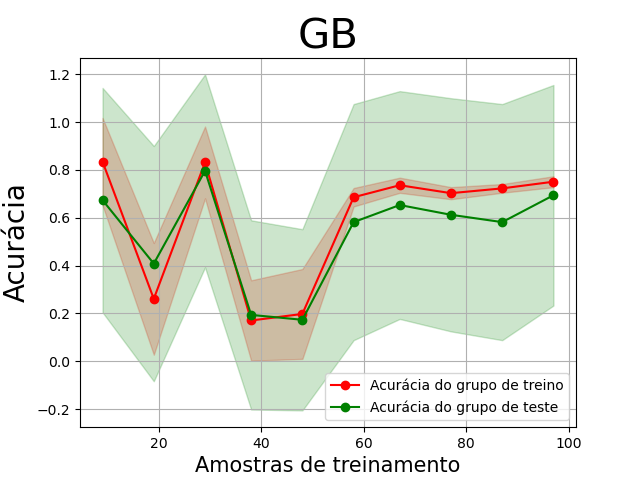 GB
Acurácia
1.2
1.0
0.8
0.6
0.4
0.2
0.0
−0.2
Acurácia do grupo de treino
Acurácia do grupo de teste
20 40 60 80 100
Amostras de treinamento